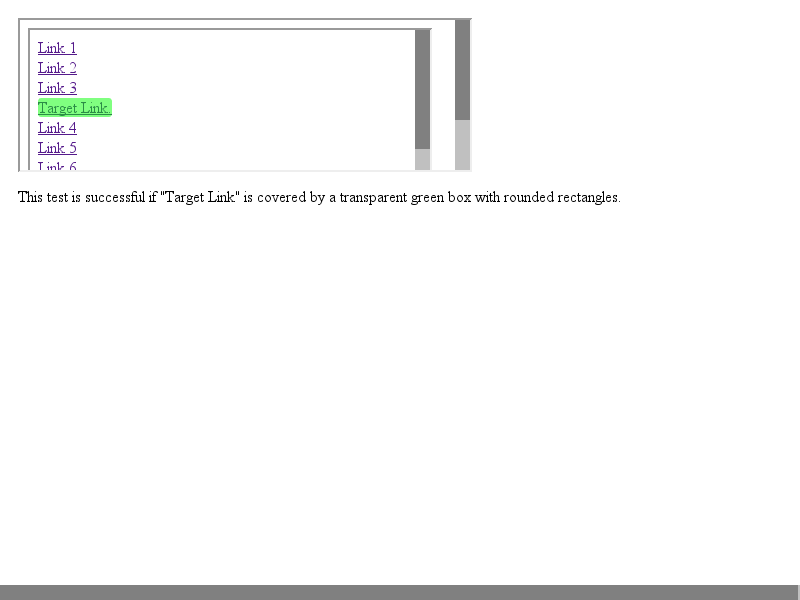 Link 1
Link 2
Link 3
Target Link.
Link 4
Link 5
Link 6
This test is successful if "Target Link" is covered by a transparent green box with rounded rectangles.